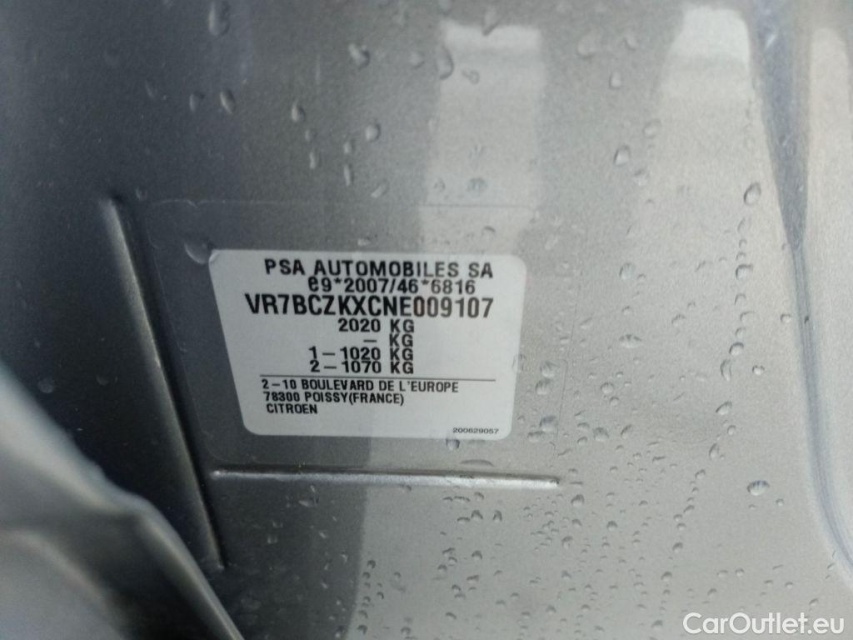 PSA AUTOMOBILES SA
e9*2007/46*6816
VR7BCZKXCNE009107
2020 KG
- KG
1-1020 KG
2-1070 KG
2-10 BOULEVARD DE L'EUROPE
78300 POISSY(FRANCE)
CITROEN
200629057
CarOutlet.eu